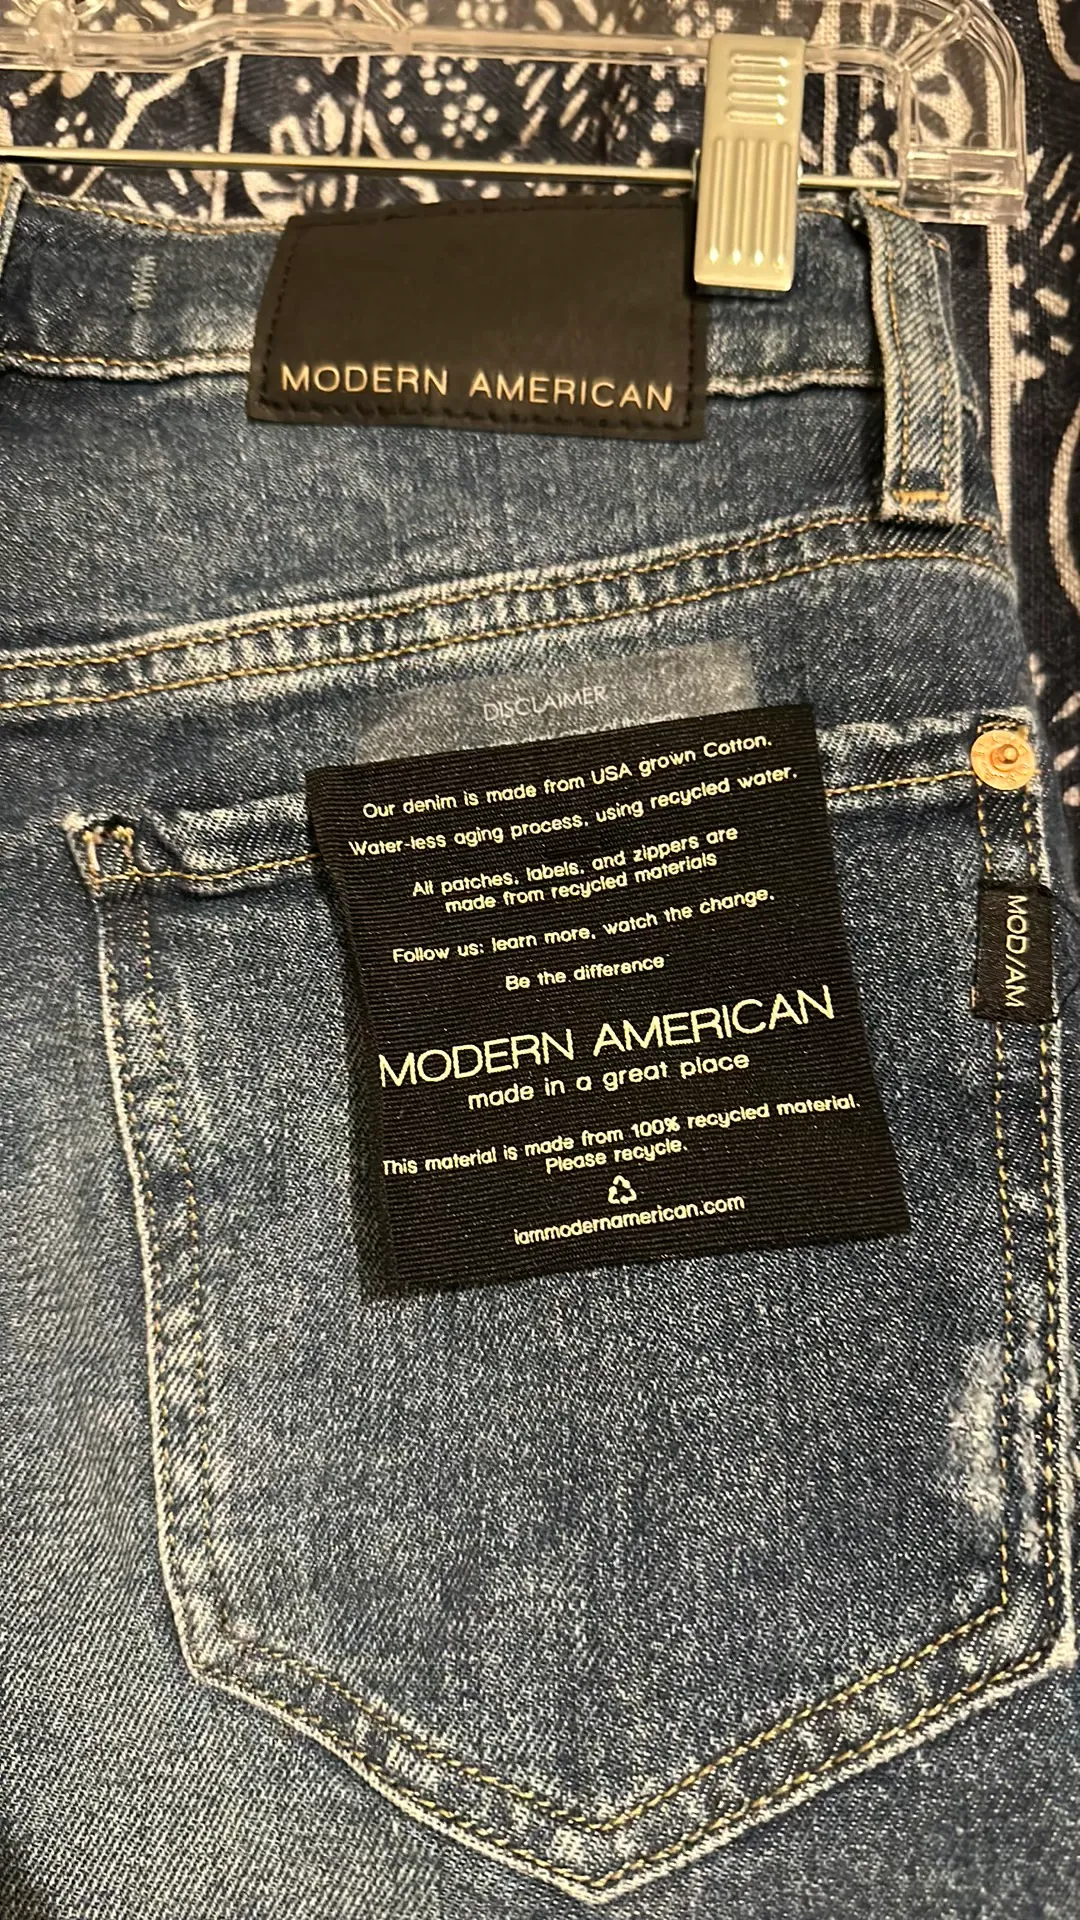 MODERN AMERICAN
DISCLAIMER
Our denim is made from USA grown Cotton.
Water-less aging process, using recycled water.
All patches, labels, and zippers are
made from recycled materials
Follow us: learn more, watch the change,
Be the difference
MODERN AMERICAN
made in a great place
This material is made from 100% recycled material.
Please recycle.
iammodernamerican.com
MOD/AM